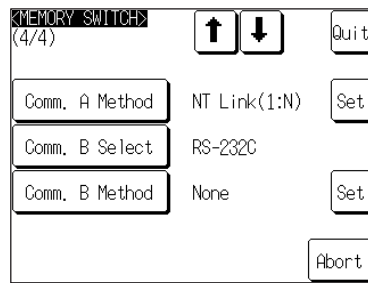 <MEMORY SWITCH>
(4/4)
Quit
Comm. A Method NT Link(1:N) Set
Comm. B Select RS-232C
Comm. B Method None Set
Abort